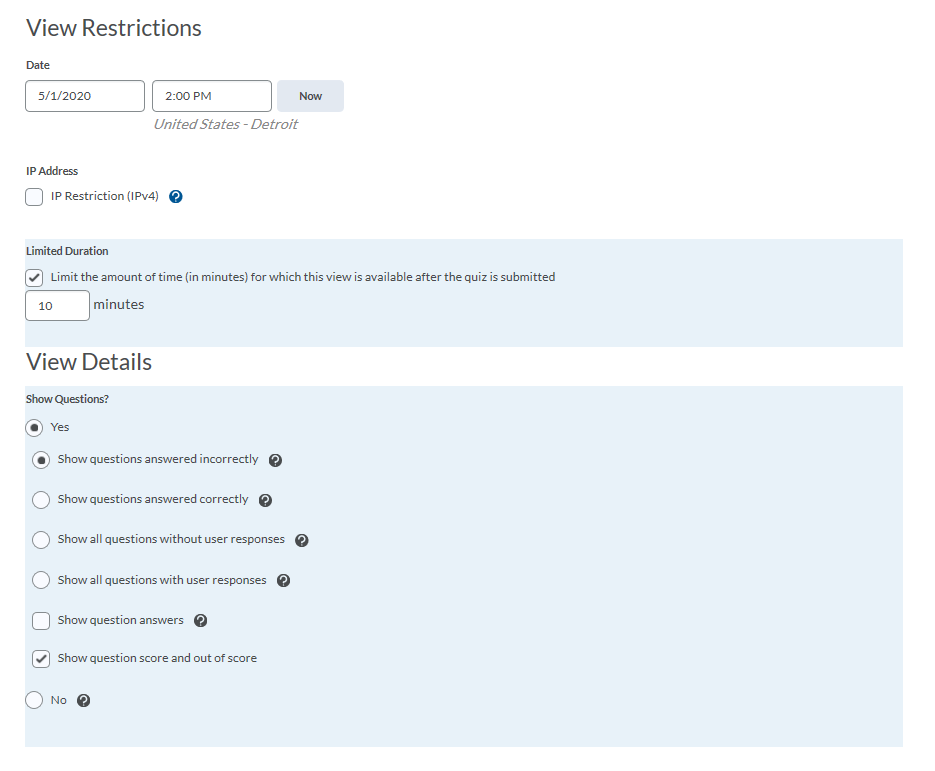 View Restrictions
Date
5/1/2020 2:00 PM Now
United States - Detroit
IP Address
IP Restriction (IPv4) ?
Limited Duration
Limit the amount of time (in minutes) for which this view is available after the quiz is submitted
10 minutes
View Details
Show Questions?
Yes
Show questions answered incorrectly ?
Show questions answered correctly ?
Show all questions without user responses ?
Show all questions with user responses ?
Show question answers ?
Show question score and out of score
No ?